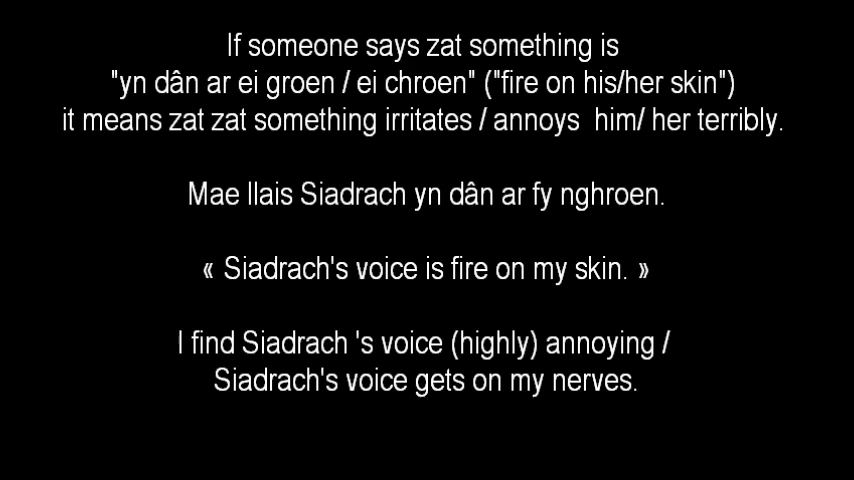 If someone says zat something is
"yn dân ar ei groen / ei chroen" ("fire on his/her skin")
it means zat zat something irritates / annoys him/ her terribly.
Mae llais Siadrach yn dân ar fy nghroen.
« Siadrach's voice is fire on my skin. »
I find Siadrach 's voice (highly) annoying /
Siadrach's voice gets on my nerves.